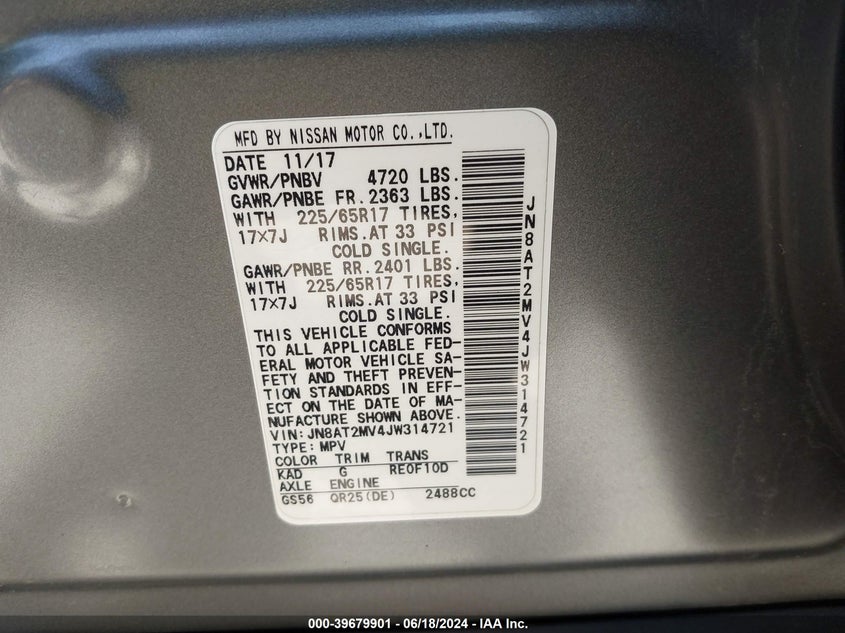 MFD BY NISSAN MOTOR CO.,LTD.
DATE 11/17
GVWR/PNBV 4720 LBS.
GAWR/PNBE FR. 2363 LBS.
WITH 225/65R17 TIRES,
17×7J RIMS.AT 33 PSI
COLD SINGLE.
GAWR/PNBE RR. 2401 LBS.
WITH 225/65R17 TIRES,
17×7J RIMS.AT 33 PSI
COLD SINGLE.
THIS VEHICLE CONFORMS
TO ALL APPLICABLE FED-
ERAL MOTOR VEHICLE SA-
FETY AND THEFT PREVEN-
TION STANDARDS IN EFF-
ECT ON THE DATE OF MA-
NUFACTURE SHOWN ABOVE.
VIN: JN8AT2MV4JW314721
TYPE: MPV
COLOR TRIM TRANS
KAD G RE0F10D
AXLE ENGINE
GS56 QR25(DE) 2488CC
JN8AT2MV4JW314721
000-39679901 - 06/18/2024 - IAA Inc.